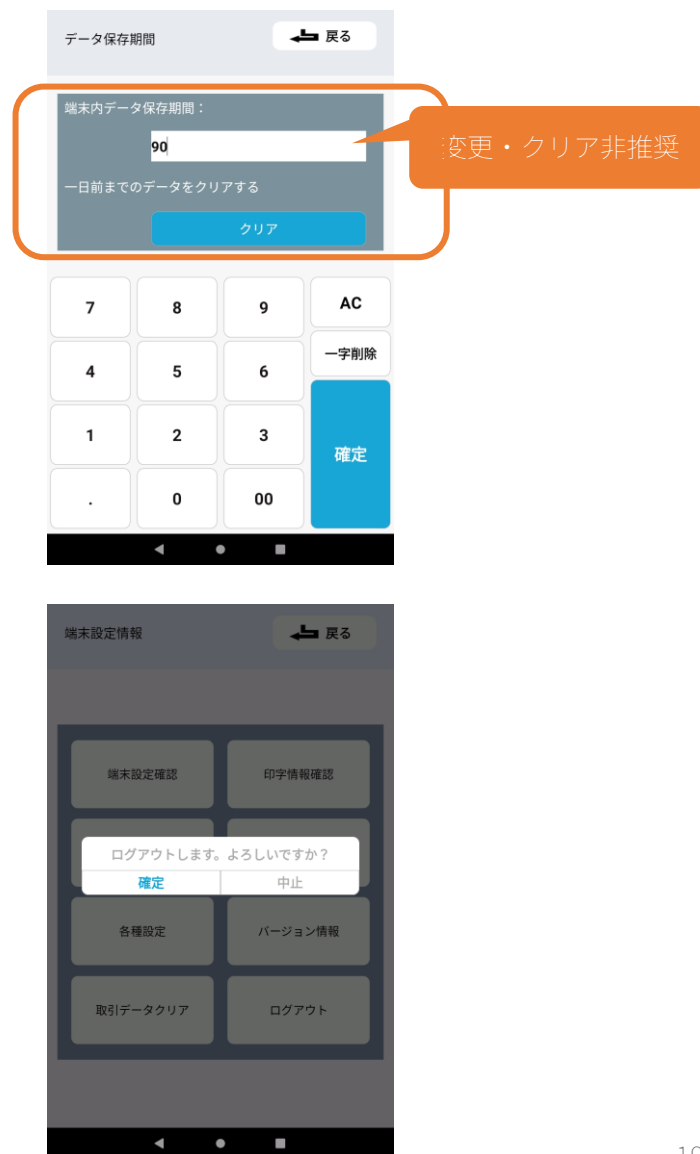 データ保存期間
戻る
端末内データ保存期間：
90
一日前までのデータをクリアする
クリア
変更・クリア非推奨
7 8 9 AC
一字削除
4 5 6
1 2 3
確定
. 0 00
端末設定情報
戻る
端末設定確認 印字情報確認
ログアウトします。よろしいですか？
確定 中止
各種設定 バージョン情報
取引データクリア ログアウト